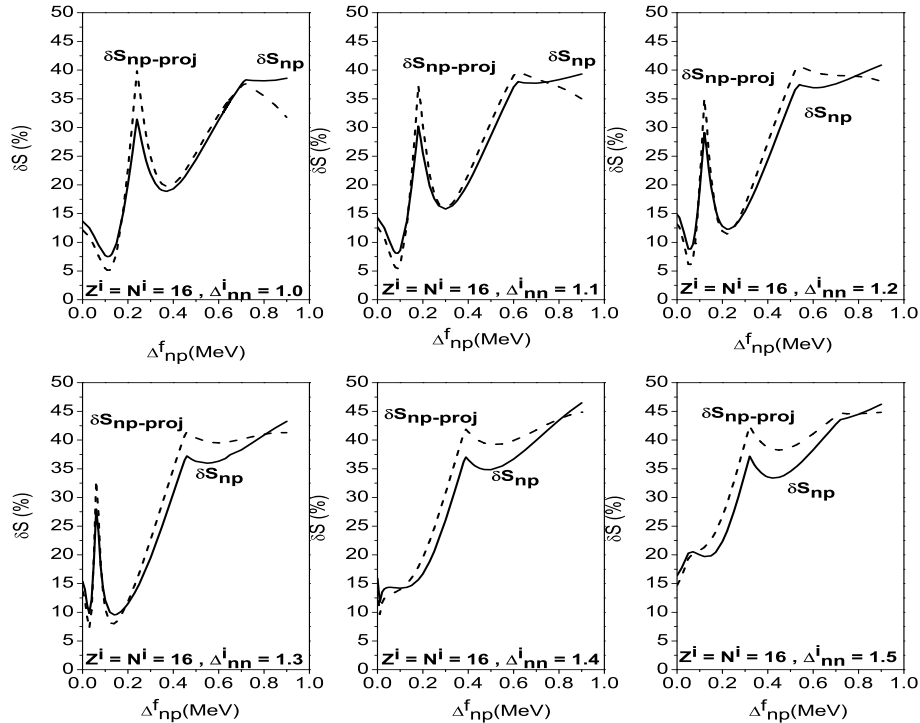 50
45
40
35
30
25
20
15
10
5
0
δS (%)
δSnp-proj
δSnp
Zi = Ni = 16 , Δinn = 1.0
0.0 0.2 0.4 0.6 0.8 1.0
Δfnp(MeV)
50
45
40
35
30
25
20
15
10
5
0
δS (%)
δSnp-proj
δSnp
Zi = Ni = 16 , Δinn = 1.1
0.0 0.2 0.4 0.6 0.8 1.0
Δfnp(MeV)
50
45
40
35
30
25
20
15
10
5
0
δS (%)
δSnp-proj
δSnp
Zi = Ni = 16 , Δinn = 1.2
0.0 0.2 0.4 0.6 0.8 1.0
Δfnp(MeV)
50
45
40
35
30
25
20
15
10
5
0
δS (%)
δSnp-proj
δSnp
Zi = Ni = 16 , Δinn = 1.3
0.0 0.2 0.4 0.6 0.8 1.0
Δfnp(MeV)
50
45
40
35
30
25
20
15
10
5
0
δS (%)
δSnp-proj
δSnp
Zi = Ni = 16 , Δinn = 1.4
0.0 0.2 0.4 0.6 0.8 1.0
Δfnp(MeV)
50
45
40
35
30
25
20
15
10
5
0
δS (%)
δSnp-proj
δSnp
Zi = Ni = 16 , Δinn = 1.5
0.0 0.2 0.4 0.6 0.8 1.0
Δfnp(MeV)